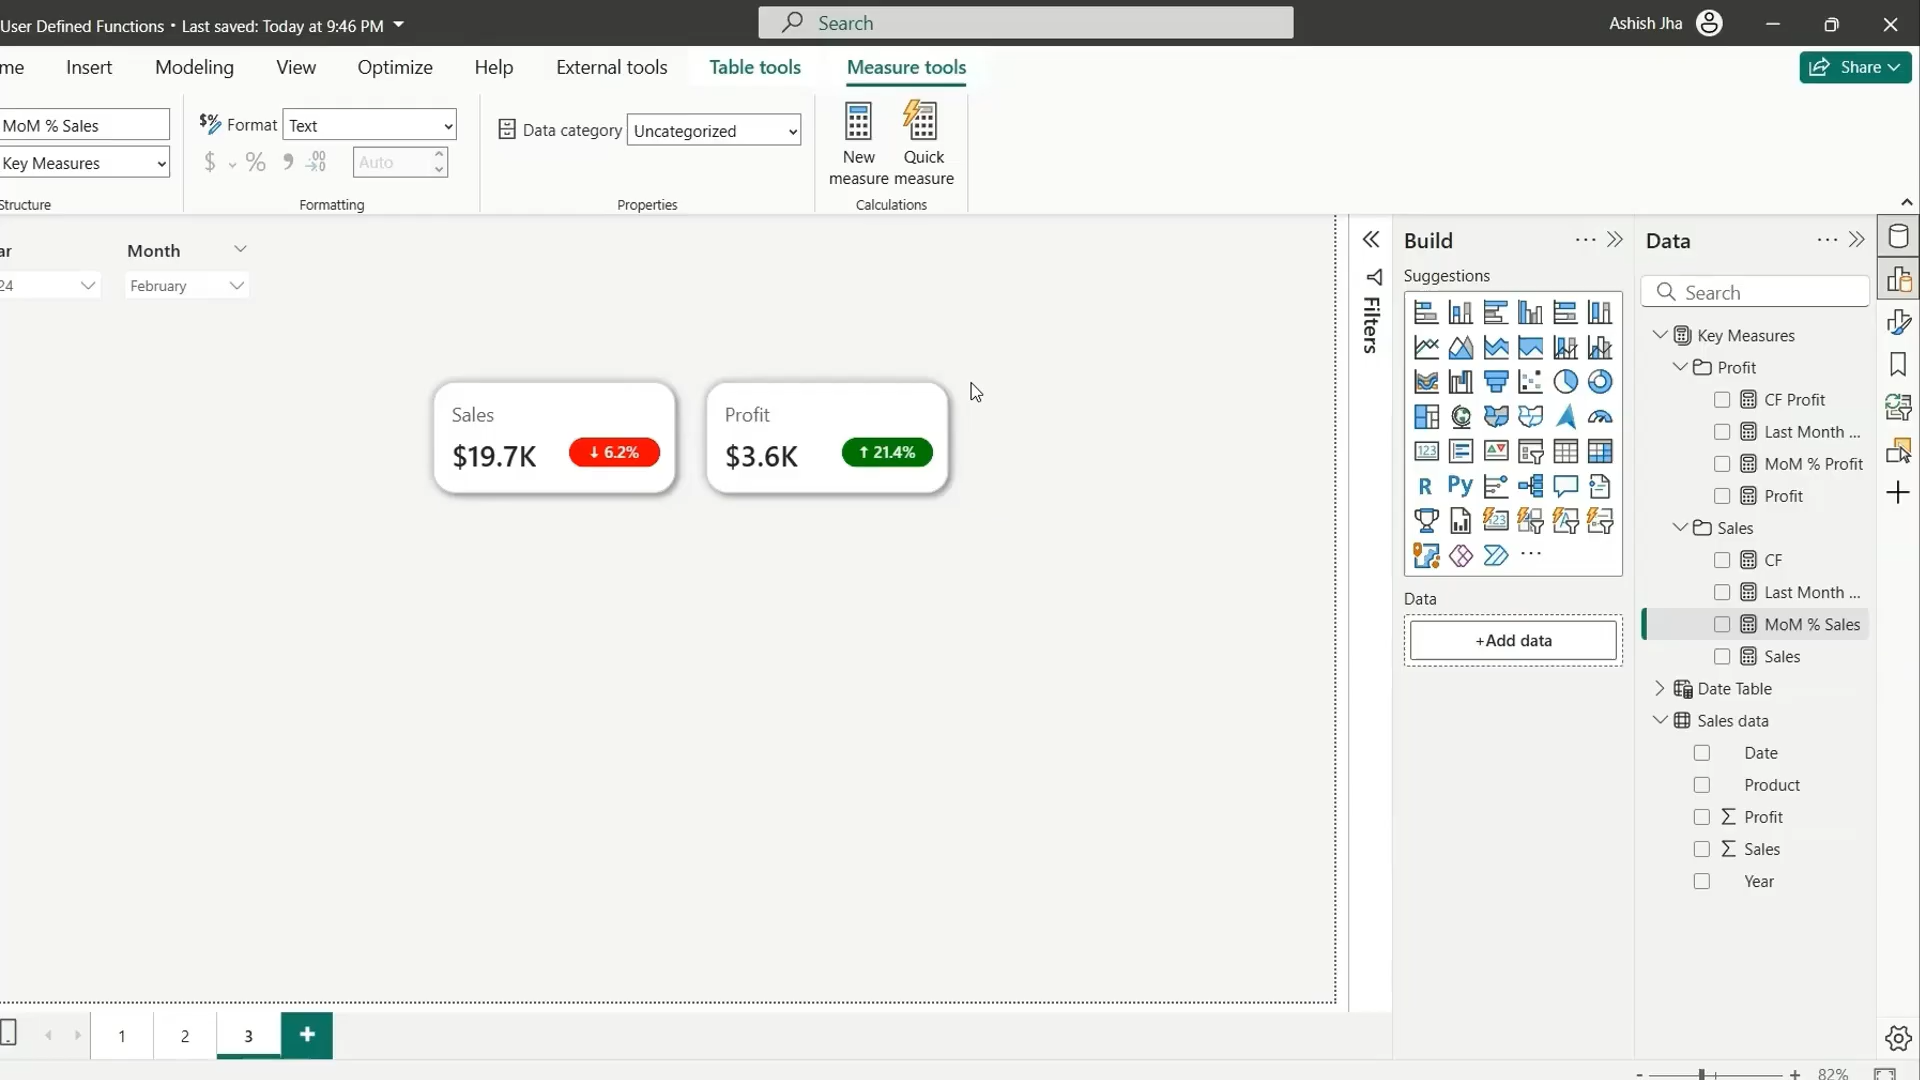 User Defined Functions • Last saved: Today at 9:46 PM
Search
Ashish Jha
me
Insert
Modeling
View
Optimize
Help
External tools
Table tools
Measure tools
Share
MoM % Sales
Key Measures
Structure
Format
Text
$ % 9 .00
Auto
Formatting
Data category
Uncategorized
Properties
New measure
Quick measure
Calculations
ar
24
Month
February
Sales
$19.7K
↓ 6.2%
Profit
$3.6K
↑ 21.4%
Filters
Build
Suggestions
123
R
Py
Data
+Add data
Data
Search
Key Measures
Profit
CF Profit
Last Month ...
MoM % Profit
Profit
Sales
CF
Last Month ...
MoM % Sales
Sales
Date Table
Sales data
Date
Product
Σ Profit
Σ Sales
Year
1
2
3
+
- + 82%